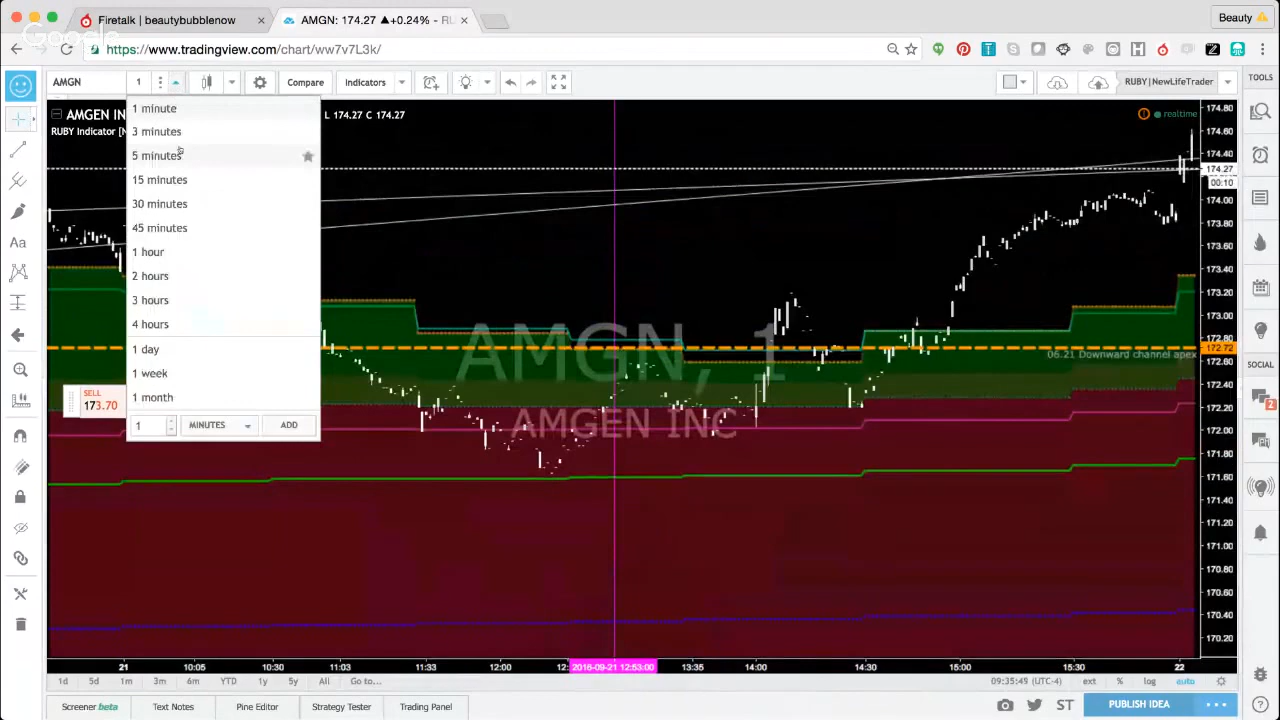 Firetalk | beautybubblenow
AMGN: 174.27 ▲+0.24% - RU
Beauty
Google
https://www.tradingview.com/chart/ww7v7L3k/
AMGN
1
Compare
Indicators
RUBY|NewLifeTrader
TOOLS
AMGEN IN
L 174.27 C 174.27
RUBY Indicator [N
realtime
1 minute
3 minutes
5 minutes
15 minutes
30 minutes
45 minutes
1 hour
2 hours
3 hours
4 hours
1 day
1 week
1 month
1
MINUTES
ADD
Aa
SELL
173.70
AMGN, 1
AMGEN INC
06.21 Downward channel apex
174.80
174.60
174.27
00:10
174.00
173.80
173.60
173.40
173.20
173.00
172.80
172.72
172.60
172.40
172.20
172.00
171.80
171.60
171.40
171.20
171.00
170.80
170.60
170.40
170.20
SOCIAL
2
21
10:05
10:30
11:03
11:33
12:00
12:
2016-09-21 12:53:00
13:35
14:00
14:30
15:00
15:30
22
1d
5d
1m
3m
6m
YTD
1y
5y
All
Go to...
09:35:49 (UTC-4)
ext
%
log
auto
Screener beta
Text Notes
Pine Editor
Strategy Tester
Trading Panel
ST
PUBLISH IDEA